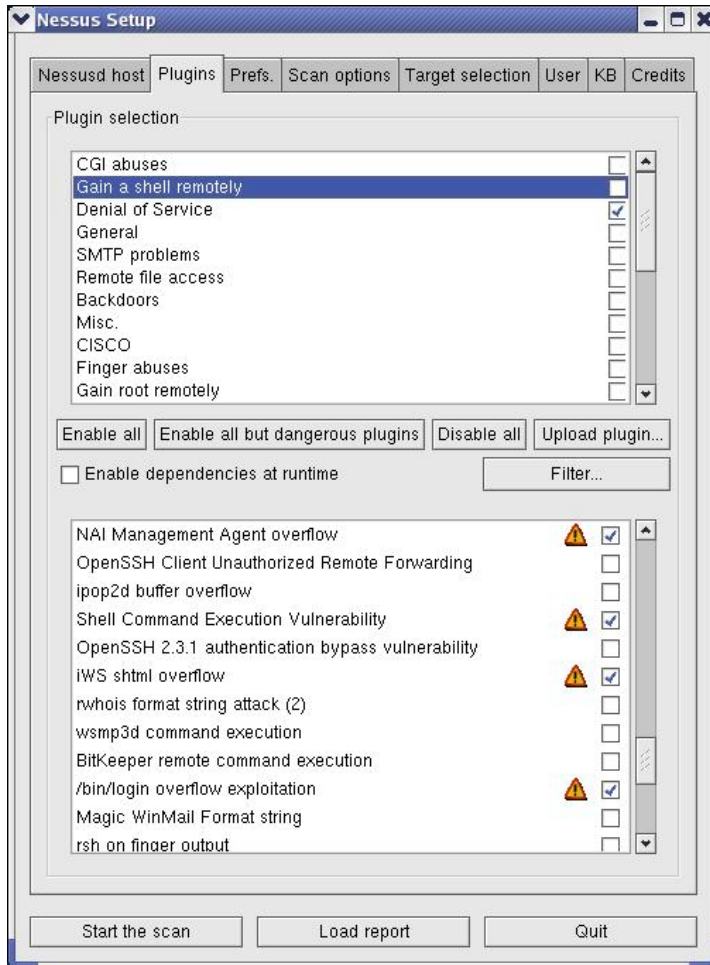 Nessus Setup
Nessusd host Plugins Prefs. Scan options Target selection User KB Credits
Plugin selection
CGI abuses
Gain a shell remotely
Denial of Service
General
SMTP problems
Remote file access
Backdoors
Misc.
CISCO
Finger abuses
Gain root remotely
Enable all Enable all but dangerous plugins Disable all Upload plugin...
Enable dependencies at runtime Filter...
NAI Management Agent overflow
OpenSSH Client Unauthorized Remote Forwarding
ipop2d buffer overflow
Shell Command Execution Vulnerability
OpenSSH 2.3.1 authentication bypass vulnerability
iWS shtml overflow
rwhois format string attack (2)
wsmp3d command execution
BitKeeper remote command execution
/bin/login overflow exploitation
Magic WinMail Format string
rsh on finger output
Start the scan Load report Quit